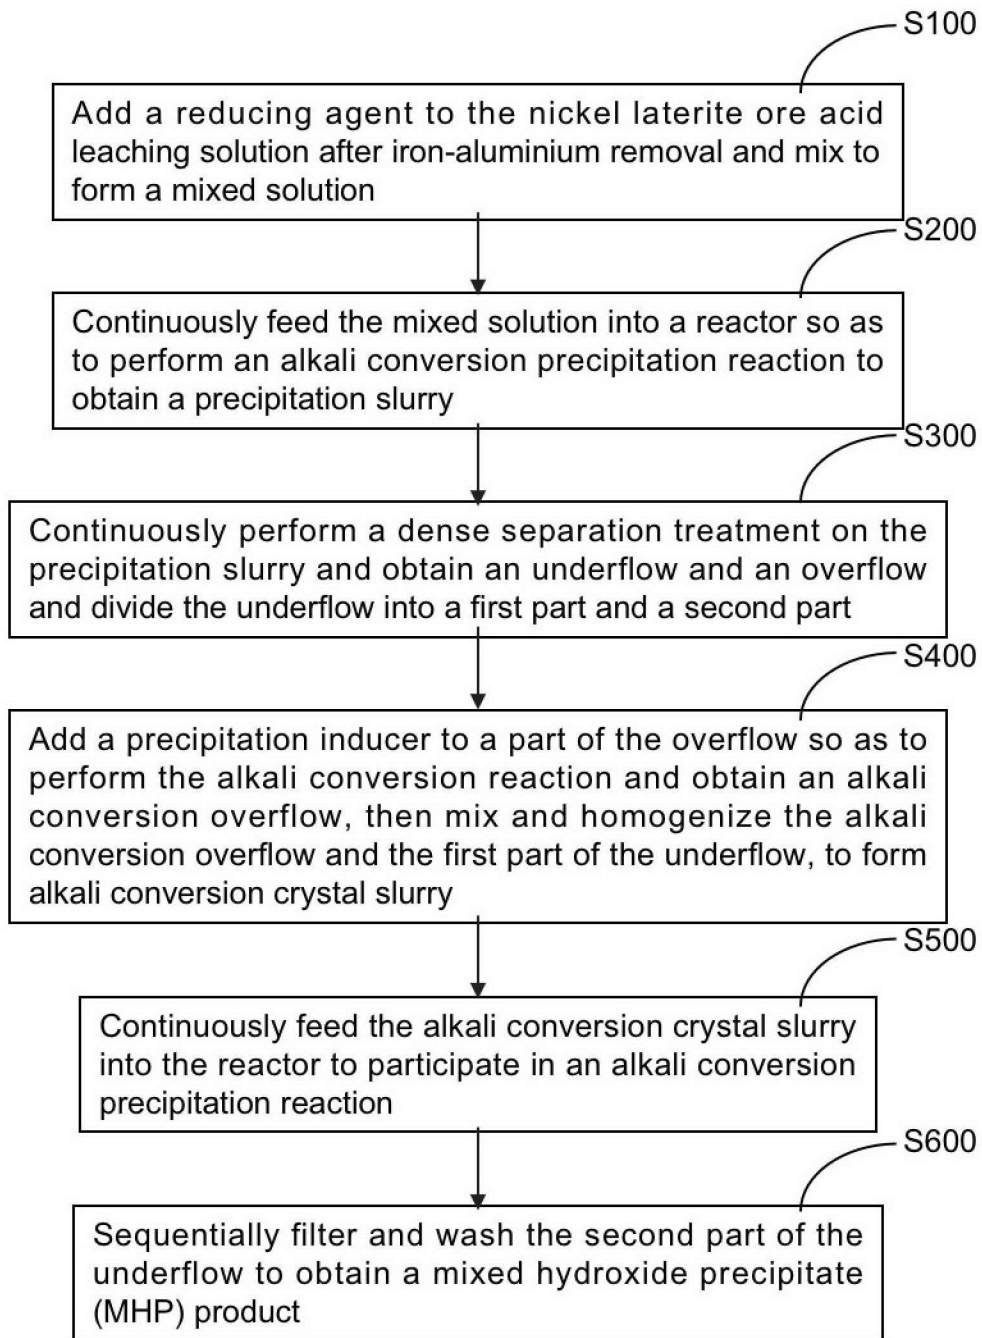 S100
Add a reducing agent to the nickel laterite ore acid
leaching solution after iron-aluminium removal and mix to
form a mixed solution
S200
Continuously feed the mixed solution into a reactor so as
to perform an alkali conversion precipitation reaction to
obtain a precipitation slurry
S300
Continuously perform a dense separation treatment on the
precipitation slurry and obtain an underflow and an overflow
and divide the underflow into a first part and a second part
S400
Add a precipitation inducer to a part of the overflow so as to
perform the alkali conversion reaction and obtain an alkali
conversion overflow, then mix and homogenize the alkali
conversion overflow and the first part of the underflow, to form
alkali conversion crystal slurry
S500
Continuously feed the alkali conversion crystal slurry
into the reactor to participate in an alkali conversion
precipitation reaction
S600
Sequentially filter and wash the second part of the
underflow to obtain a mixed hydroxide precipitate
(MHP) product